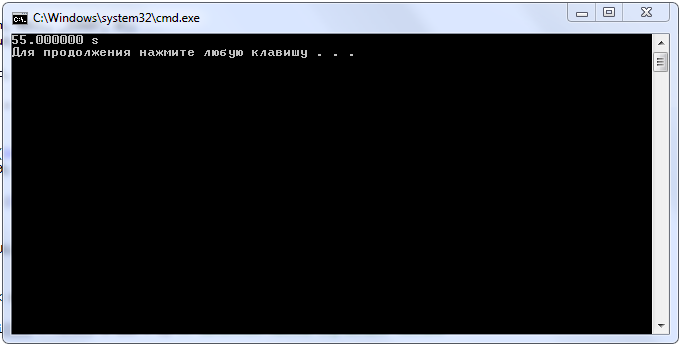 C:\Windows\system32\cmd.exe
55.000000 s
Для продолжения нажмите любую клавишу . . .